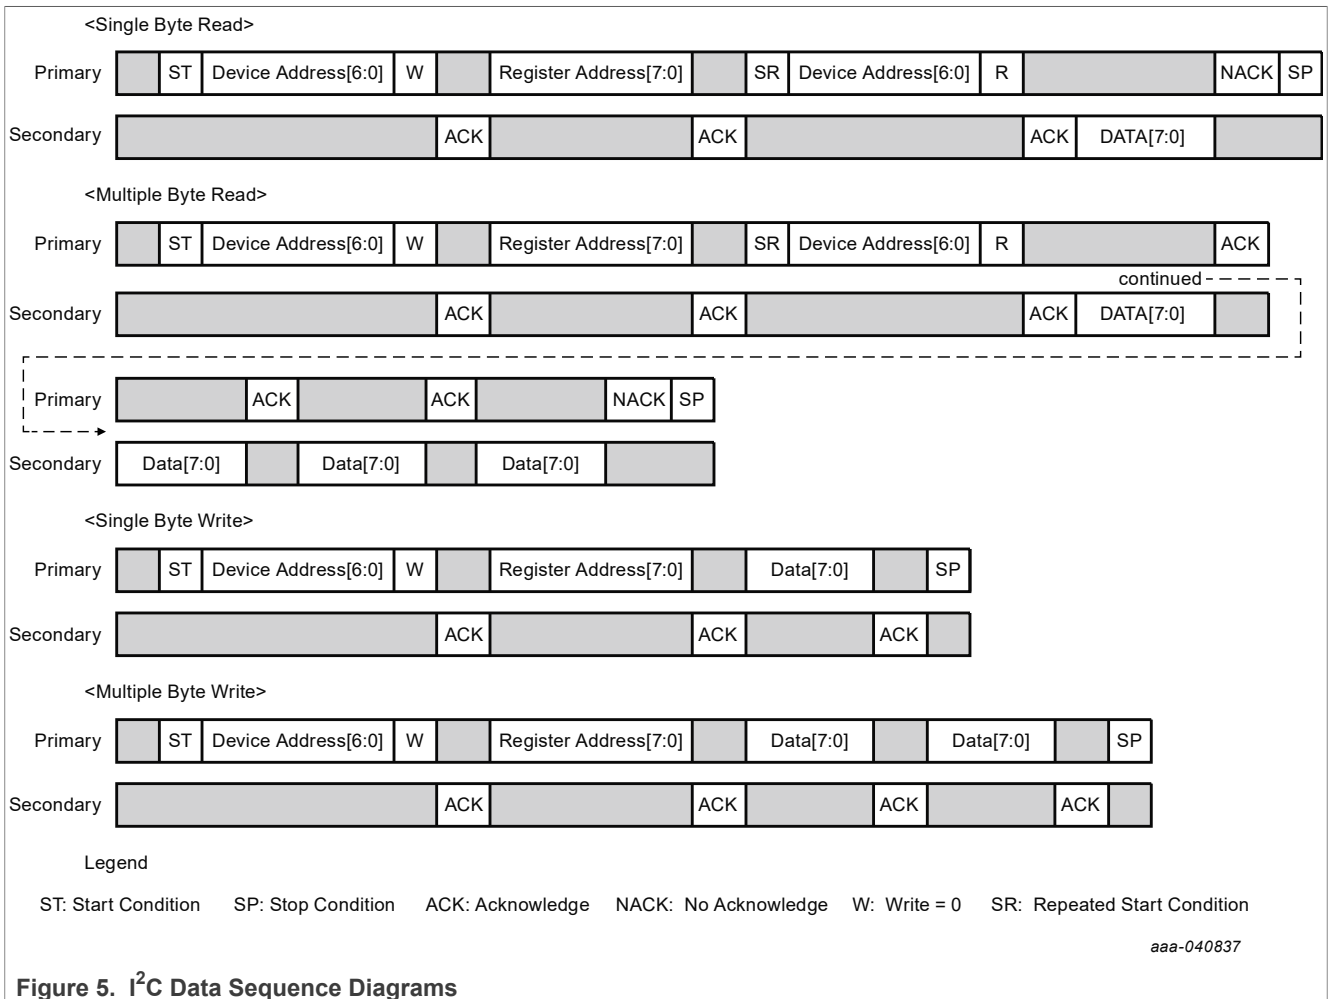 <Single Byte Read>
Primary ST Device Address[6:0] W Register Address[7:0] SR Device Address[6:0] R NACK SP
Secondary ACK ACK ACK DATA[7:0]
<Multiple Byte Read>
Primary ST Device Address[6:0] W Register Address[7:0] SR Device Address[6:0] R ACK
continued
Secondary ACK ACK ACK DATA[7:0]
Primary ACK ACK NACK SP
Secondary Data[7:0] Data[7:0] Data[7:0]
<Single Byte Write>
Primary ST Device Address[6:0] W Register Address[7:0] Data[7:0] SP
Secondary ACK ACK ACK
<Multiple Byte Write>
Primary ST Device Address[6:0] W Register Address[7:0] Data[7:0] Data[7:0] SP
Secondary ACK ACK ACK ACK
Legend
ST: Start Condition SP: Stop Condition ACK: Acknowledge NACK: No Acknowledge W: Write = 0 SR: Repeated Start Condition
aaa-040837
Figure 5. I²C Data Sequence Diagrams